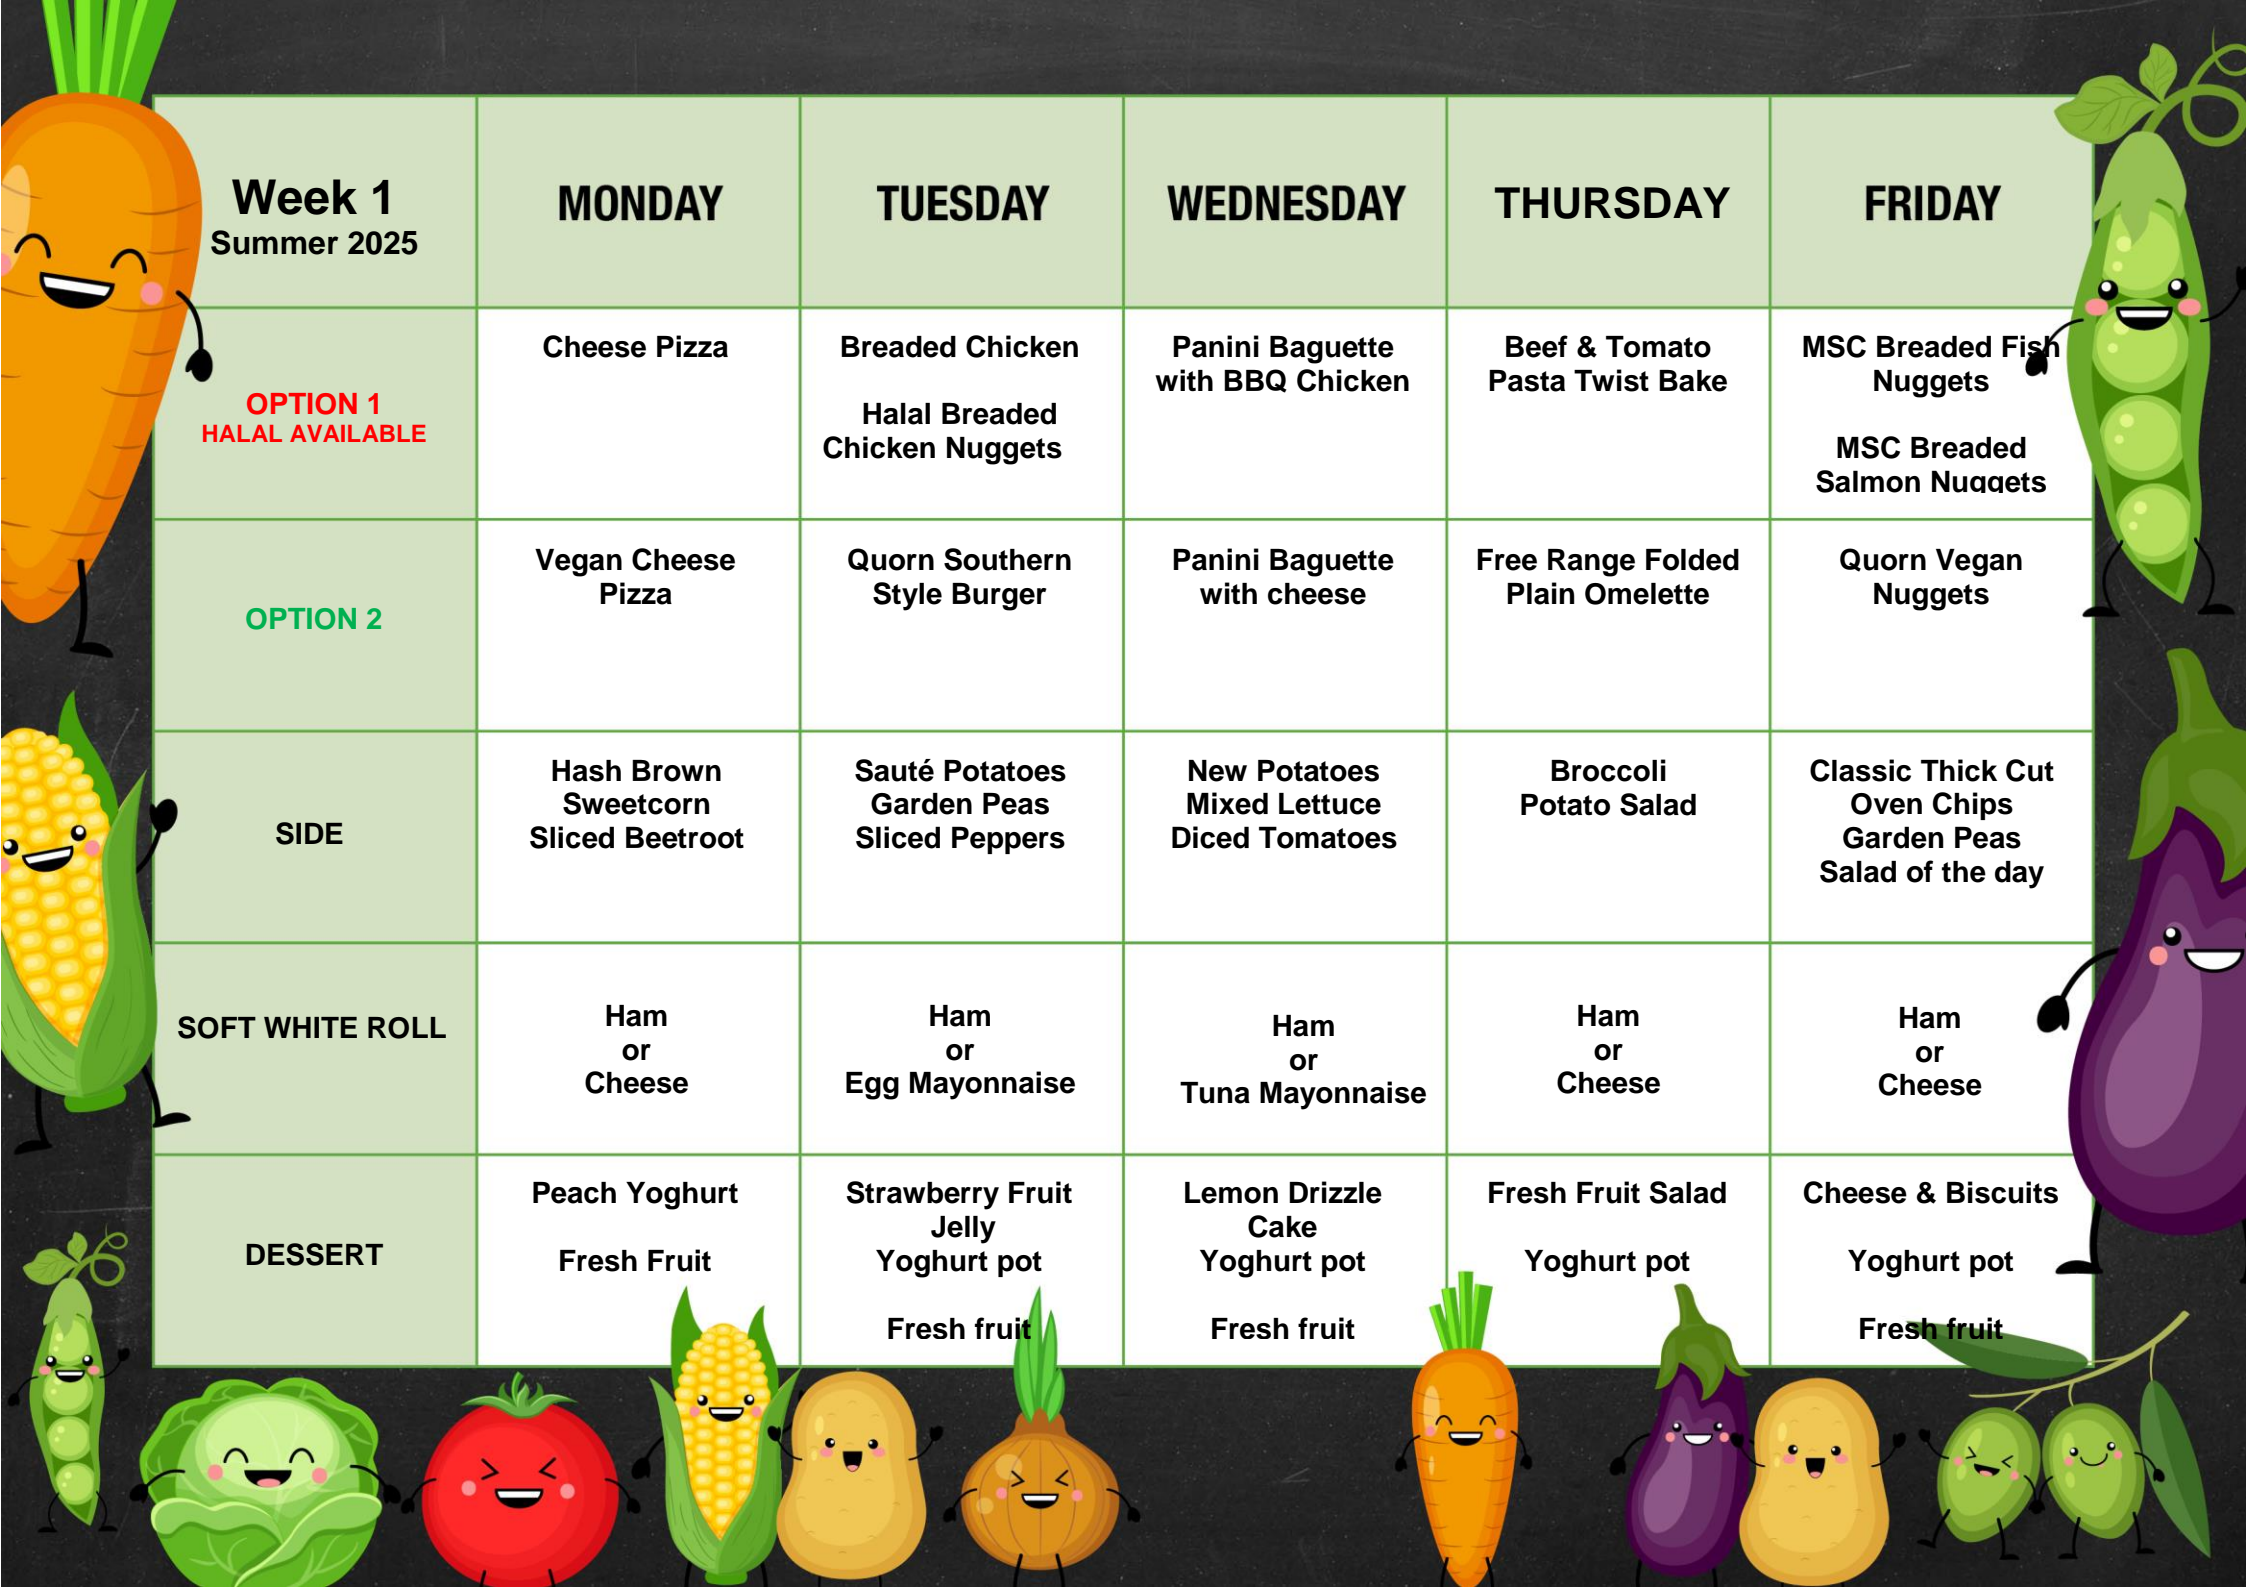 Week 1
Summer 2025
MONDAY
TUESDAY
WEDNESDAY
THURSDAY
FRIDAY
OPTION 1
HALAL AVAILABLE
Cheese Pizza
Breaded Chicken
Halal Breaded
Chicken Nuggets
Panini Baguette
with BBQ Chicken
Beef & Tomato
Pasta Twist Bake
MSC Breaded Fish
Nuggets
MSC Breaded
Salmon Nuggets
OPTION 2
Vegan Cheese
Pizza
Quorn Southern
Style Burger
Panini Baguette
with cheese
Free Range Folded
Plain Omelette
Quorn Vegan
Nuggets
SIDE
Hash Brown
Sweetcorn
Sliced Beetroot
Sauté Potatoes
Garden Peas
Sliced Peppers
New Potatoes
Mixed Lettuce
Diced Tomatoes
Broccoli
Potato Salad
Classic Thick Cut
Oven Chips
Garden Peas
Salad of the day
SOFT WHITE ROLL
Ham
or
Cheese
Ham
or
Egg Mayonnaise
Ham
or
Tuna Mayonnaise
Ham
or
Cheese
Ham
or
Cheese
DESSERT
Peach Yoghurt
Fresh Fruit
Strawberry Fruit
Jelly
Yoghurt pot
Fresh fruit
Lemon Drizzle
Cake
Yoghurt pot
Fresh fruit
Fresh Fruit Salad
Yoghurt pot
Cheese & Biscuits
Yoghurt pot
Fresh fruit